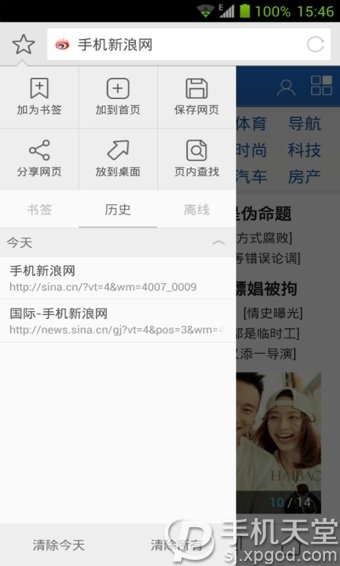 E 100% 15:46
手机新浪网
加为书签 加到首页 保存网页
分享网页 放到桌面 页内查找
体育 导航
时尚 科技
汽车 房产
书签 历史 离线
今天
是伪命题
方式腐败]
等错误论调]
手机新浪网
http://sina.cn/?vt=4&wm=4007_0009
国际-手机新浪网
http://news.sina.cn/gj?vt=4&pos=3&wm=4
嫖娼被拘
[情史曝光]
都是临时工]
又添一导演]
HAIBAO
10 / 14
清除今天 清除所有
手机天堂
sj.xpgod.com